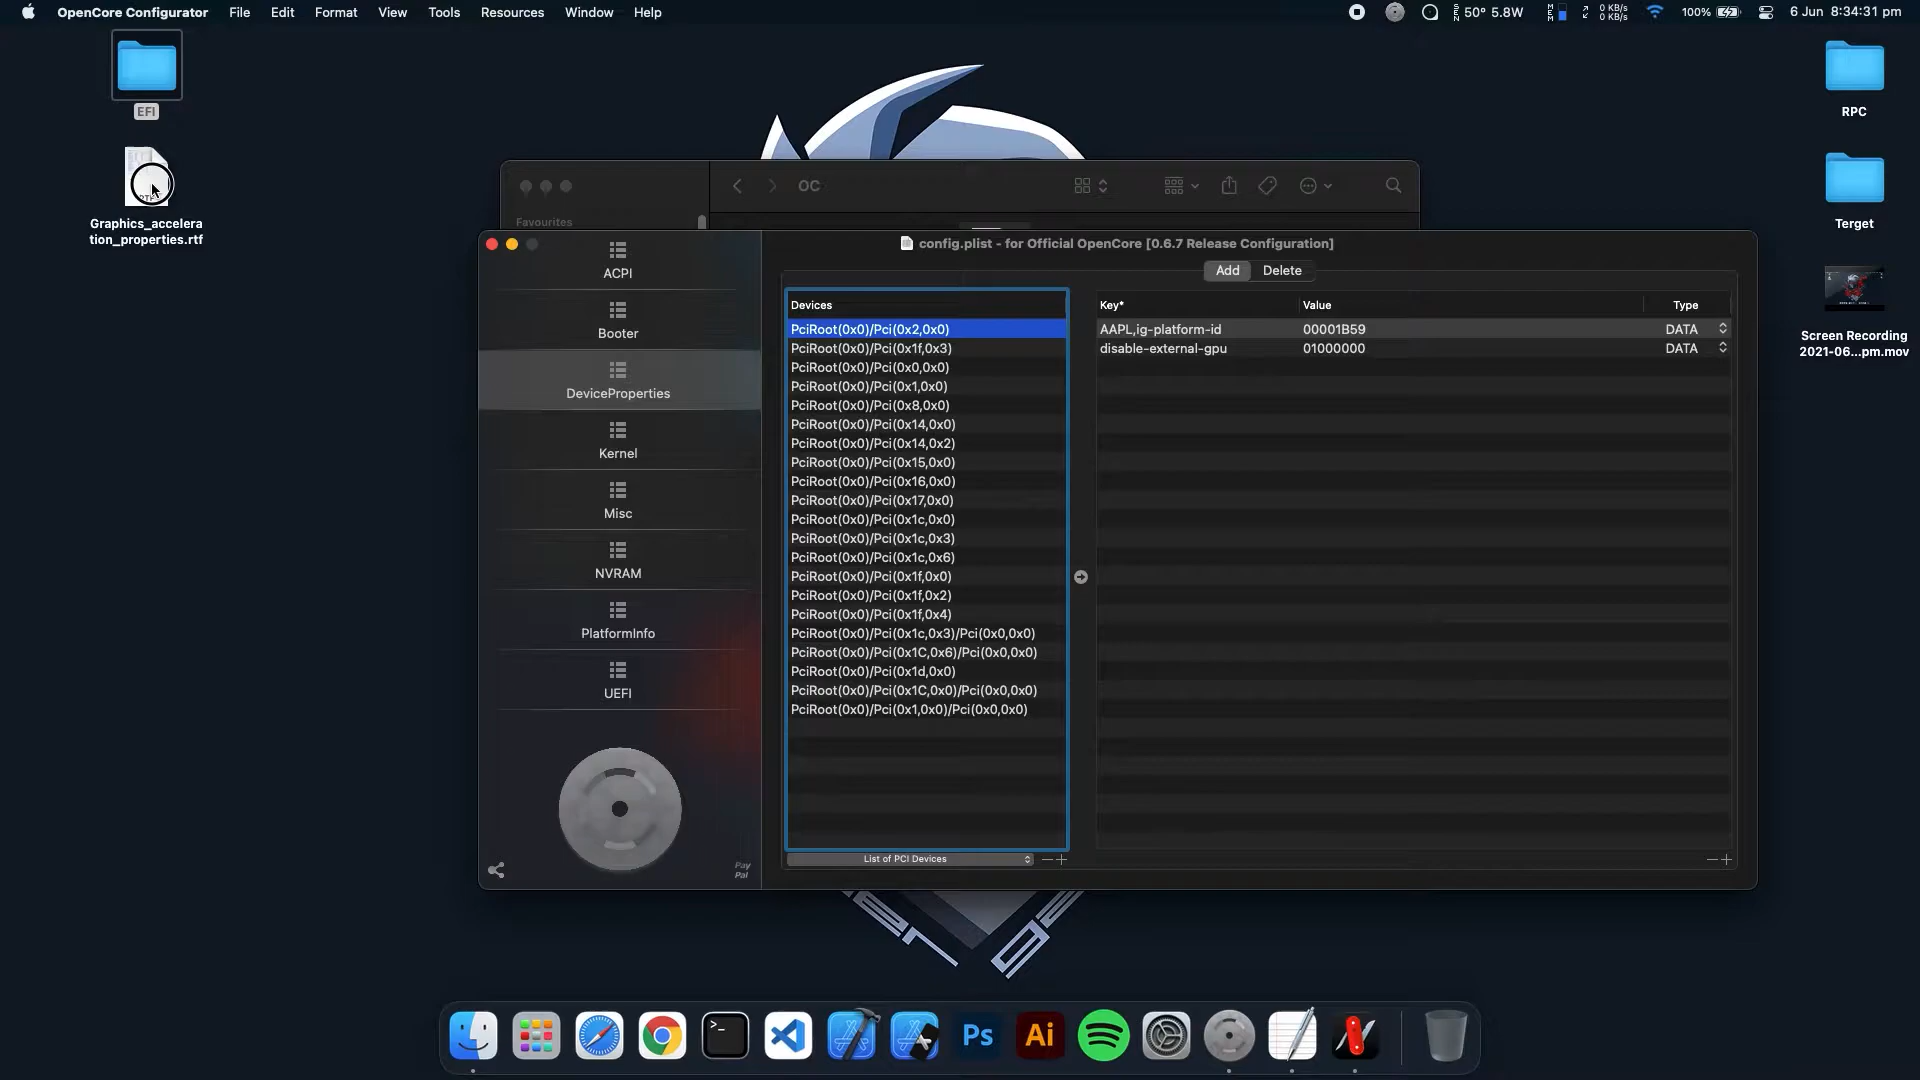 OpenCore Configurator File Edit Format View Tools Resources Window Help
SEN 50° 5.8W MEM 0 KB/s 0 KB/s 100% 6 Jun 8:34:31 pm
EFI
Graphics_accelera
tion_properties.rtf
RPC
Terget
Screen Recording
2021-06...pm.mov
OC
Favourites
config.plist - for Official OpenCore [0.6.7 Release Configuration]
Add Delete
ACPI
Booter
DeviceProperties
Kernel
Misc
NVRAM
PlatformInfo
UEFI
Pay
Pal
Devices
PciRoot(0x0)/Pci(0x2,0x0)
PciRoot(0x0)/Pci(0x1f,0x3)
PciRoot(0x0)/Pci(0x0,0x0)
PciRoot(0x0)/Pci(0x1,0x0)
PciRoot(0x0)/Pci(0x8,0x0)
PciRoot(0x0)/Pci(0x14,0x0)
PciRoot(0x0)/Pci(0x14,0x2)
PciRoot(0x0)/Pci(0x15,0x0)
PciRoot(0x0)/Pci(0x16,0x0)
PciRoot(0x0)/Pci(0x17,0x0)
PciRoot(0x0)/Pci(0x1c,0x0)
PciRoot(0x0)/Pci(0x1c,0x3)
PciRoot(0x0)/Pci(0x1c,0x6)
PciRoot(0x0)/Pci(0x1f,0x0)
PciRoot(0x0)/Pci(0x1f,0x2)
PciRoot(0x0)/Pci(0x1f,0x4)
PciRoot(0x0)/Pci(0x1c,0x3)/Pci(0x0,0x0)
PciRoot(0x0)/Pci(0x1C,0x6)/Pci(0x0,0x0)
PciRoot(0x0)/Pci(0x1d,0x0)
PciRoot(0x0)/Pci(0x1C,0x0)/Pci(0x0,0x0)
PciRoot(0x0)/Pci(0x1,0x0)/Pci(0x0,0x0)
List of PCI Devices
Key* Value Type
AAPL,ig-platform-id 00001B59 DATA
disable-external-gpu 01000000 DATA
Ps Ai